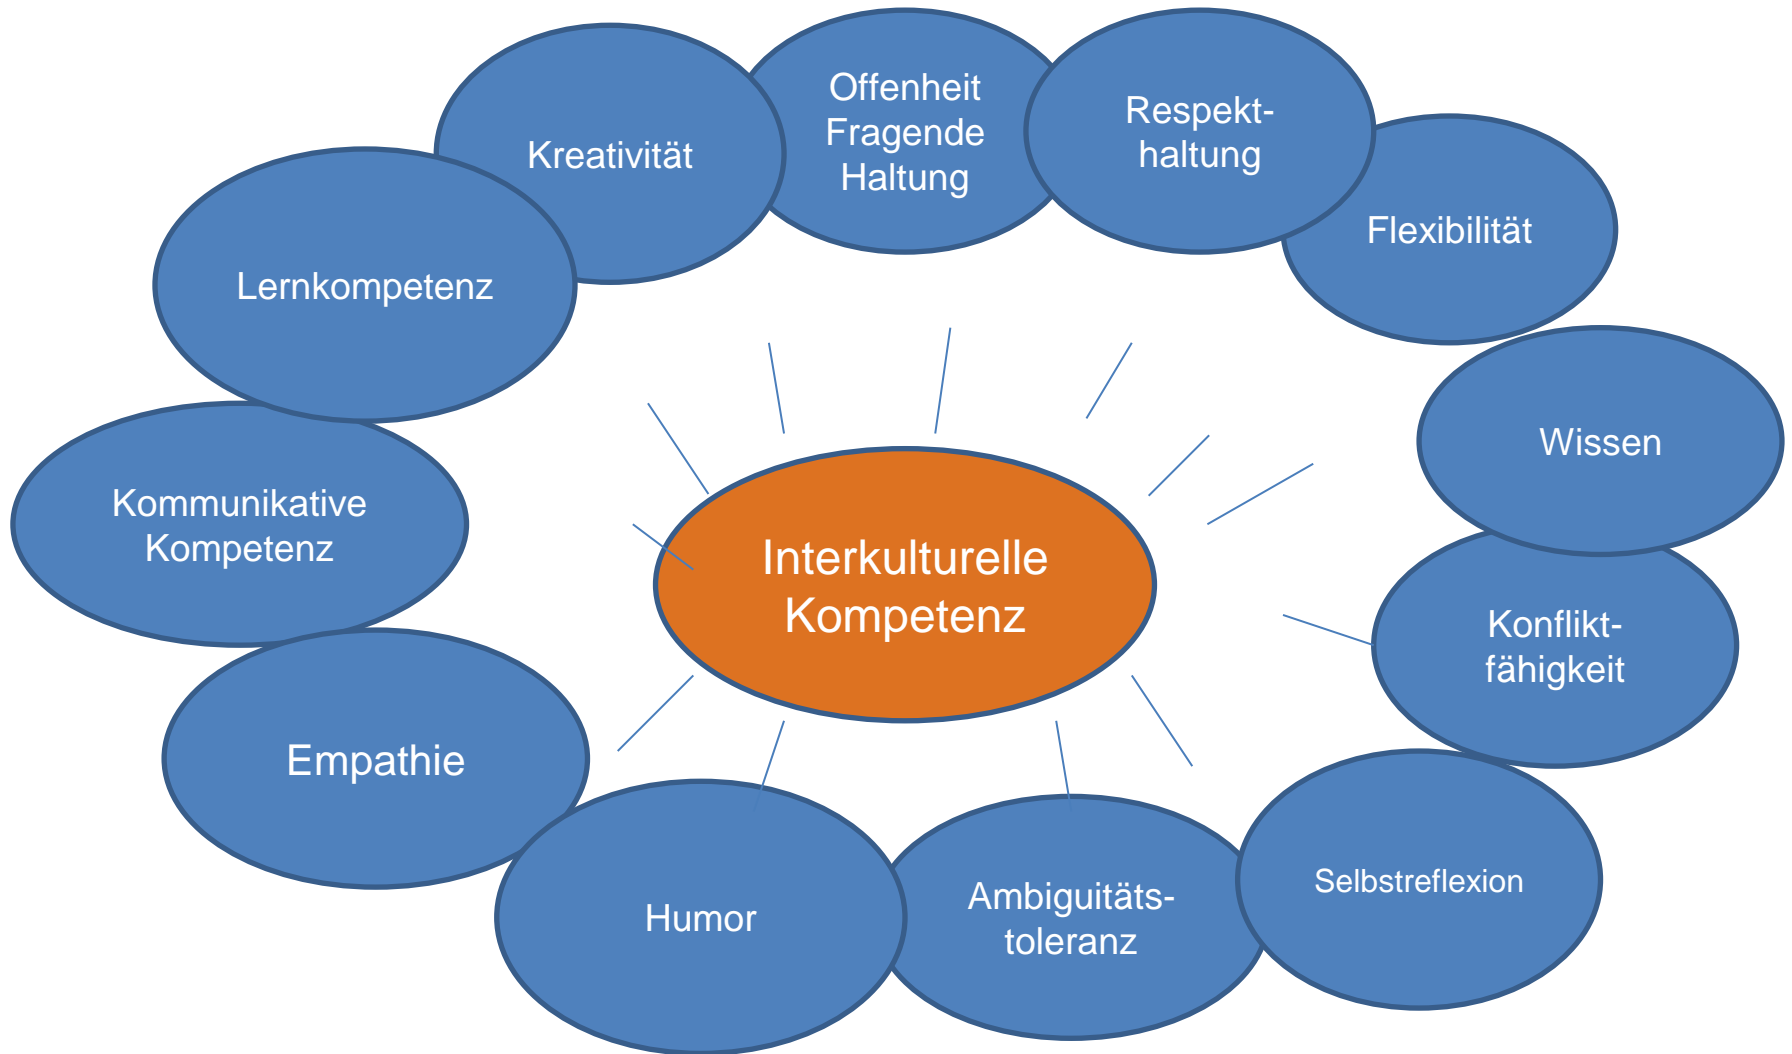 Offenheit
Fragende
Haltung
Respekt-
haltung
Kreativität
Flexibilität
Lernkompetenz
Wissen
Kommunikative
Kompetenz
Interkulturelle
Kompetenz
Konflikt-
fähigkeit
Empathie
Selbstreflexion
Humor
Ambiguitäts-
toleranz